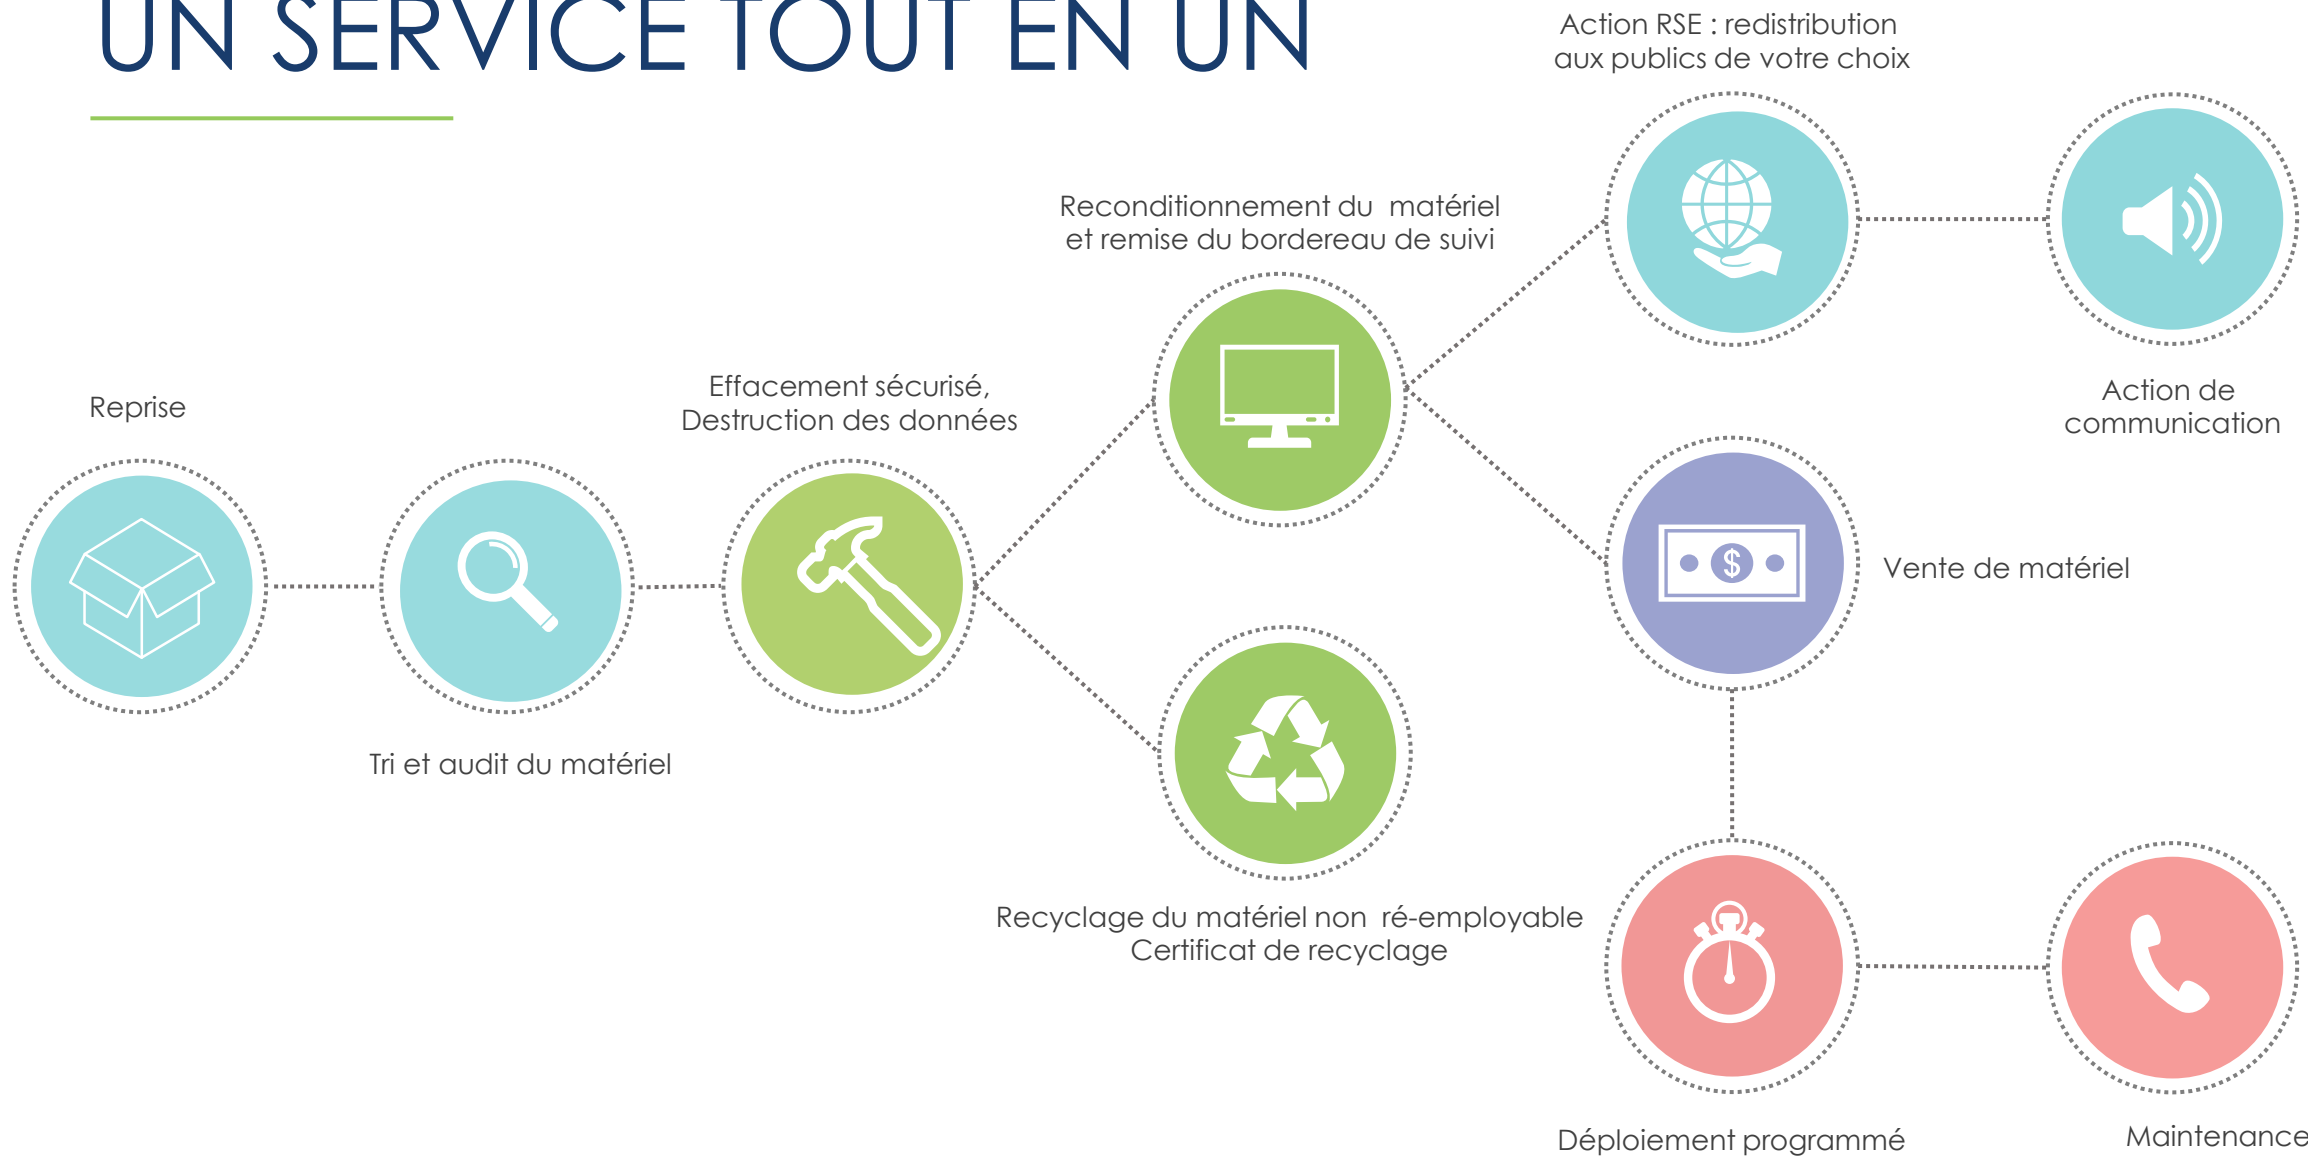 UN SERVICE TOUT EN UN
Action RSE : redistribution
aux publics de votre choix
Reconditionnement du matériel
et remise du bordereau de suivi
Effacement sécurisé,
Destruction des données
Reprise
Action de
communication
$
Vente de matériel
Tri et audit du matériel
Recyclage du matériel non ré-employable
Certificat de recyclage
Déploiement programmé
Maintenance